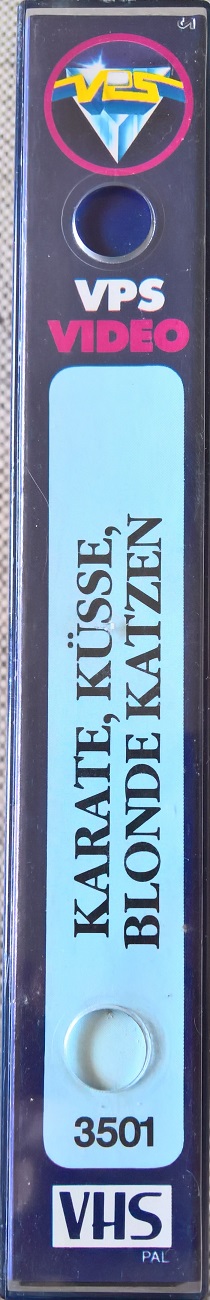 VPS
VPS
VIDEO
KARATE, KÜSSE,
BLONDE KATZEN
3501
VHS
PAL